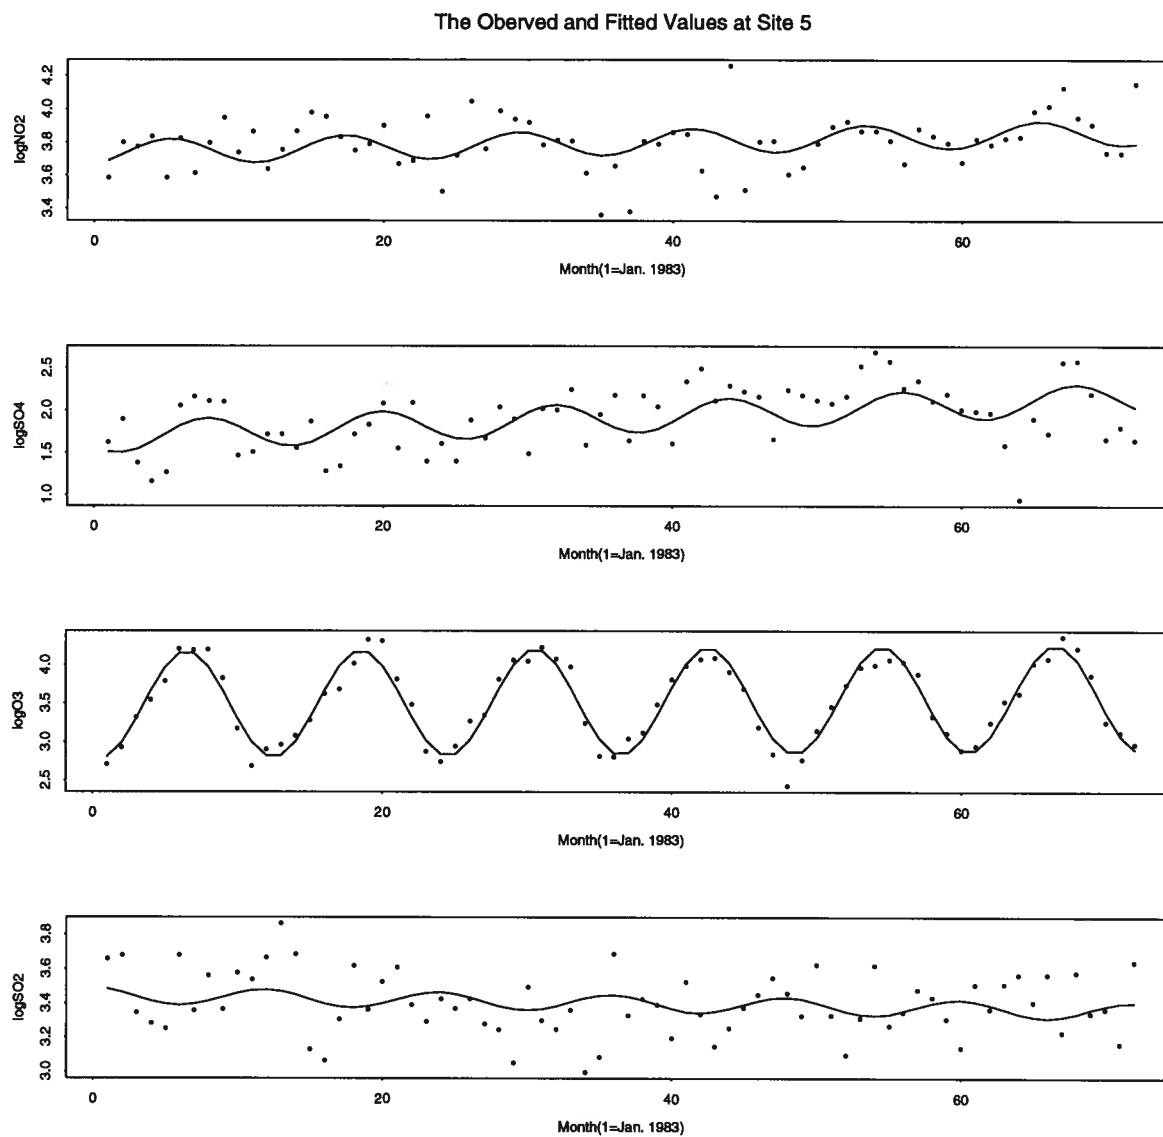 The Oberved and Fitted Values at Site 5
logNO2
4.2
4.0
3.8
3.6
3.4
0 20 40 60
Month(1=Jan. 1983)
logSO4
2.5
2.0
1.5
1.0
0 20 40 60
Month(1=Jan. 1983)
logO3
4.0
3.5
3.0
2.5
0 20 40 60
Month(1=Jan. 1983)
logSO2
3.8
3.6
3.4
3.2
3.0
0 20 40 60
Month(1=Jan. 1983)